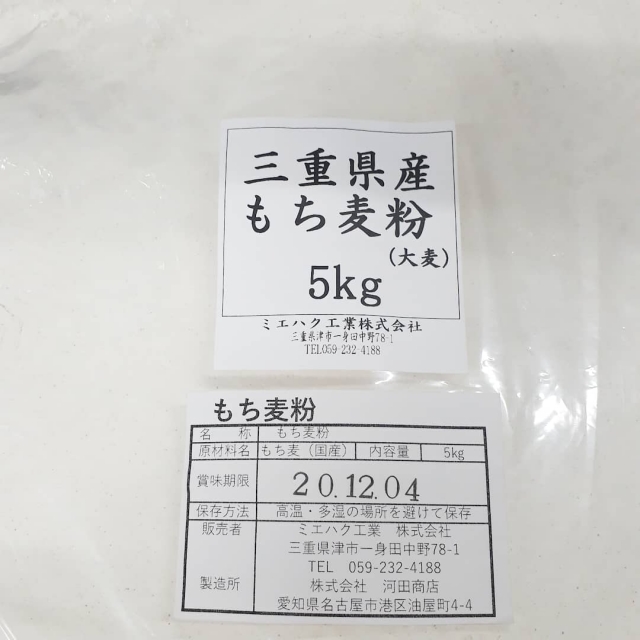 三重県産
もち麦粉
(大麦)
5kg
ミエハク工業株式会社
三重県津市一身田中野78-1
TEL059-232-4188
もち麦粉
名　称　もち麦粉
原材料名　もち麦（国産）　内容量　5kg
賞味期限　20.12.04
保存方法　高温・多湿の場所を避けて保存
販売者　ミエハク工業　株式会社
三重県津市一身田中野78-1
TEL　059-232-4188
製造所　株式会社　河田商店
愛知県名古屋市港区油屋町4-4